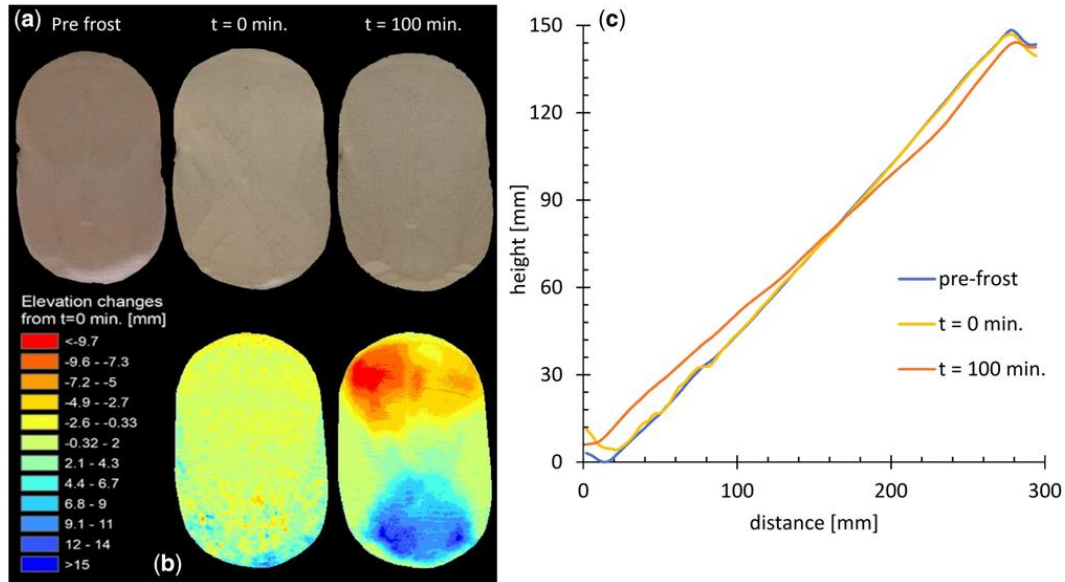 (a) Pre frost t = 0 min. t = 100 min.
Elevation changes
from t=0 min. [mm]
<-9.7
-9.6 - -7.3
-7.2 - -5
-4.9 - -2.7
-2.6 - -0.33
-0.32 - 2
2.1 - 4.3
4.4 - 6.7
6.8 - 9
9.1 - 11
12 - 14
>15
(b)
(c)
150
120
90
60
30
0
height [mm]
pre-frost
t = 0 min.
t = 100 min.
0 100 200 300
distance [mm]